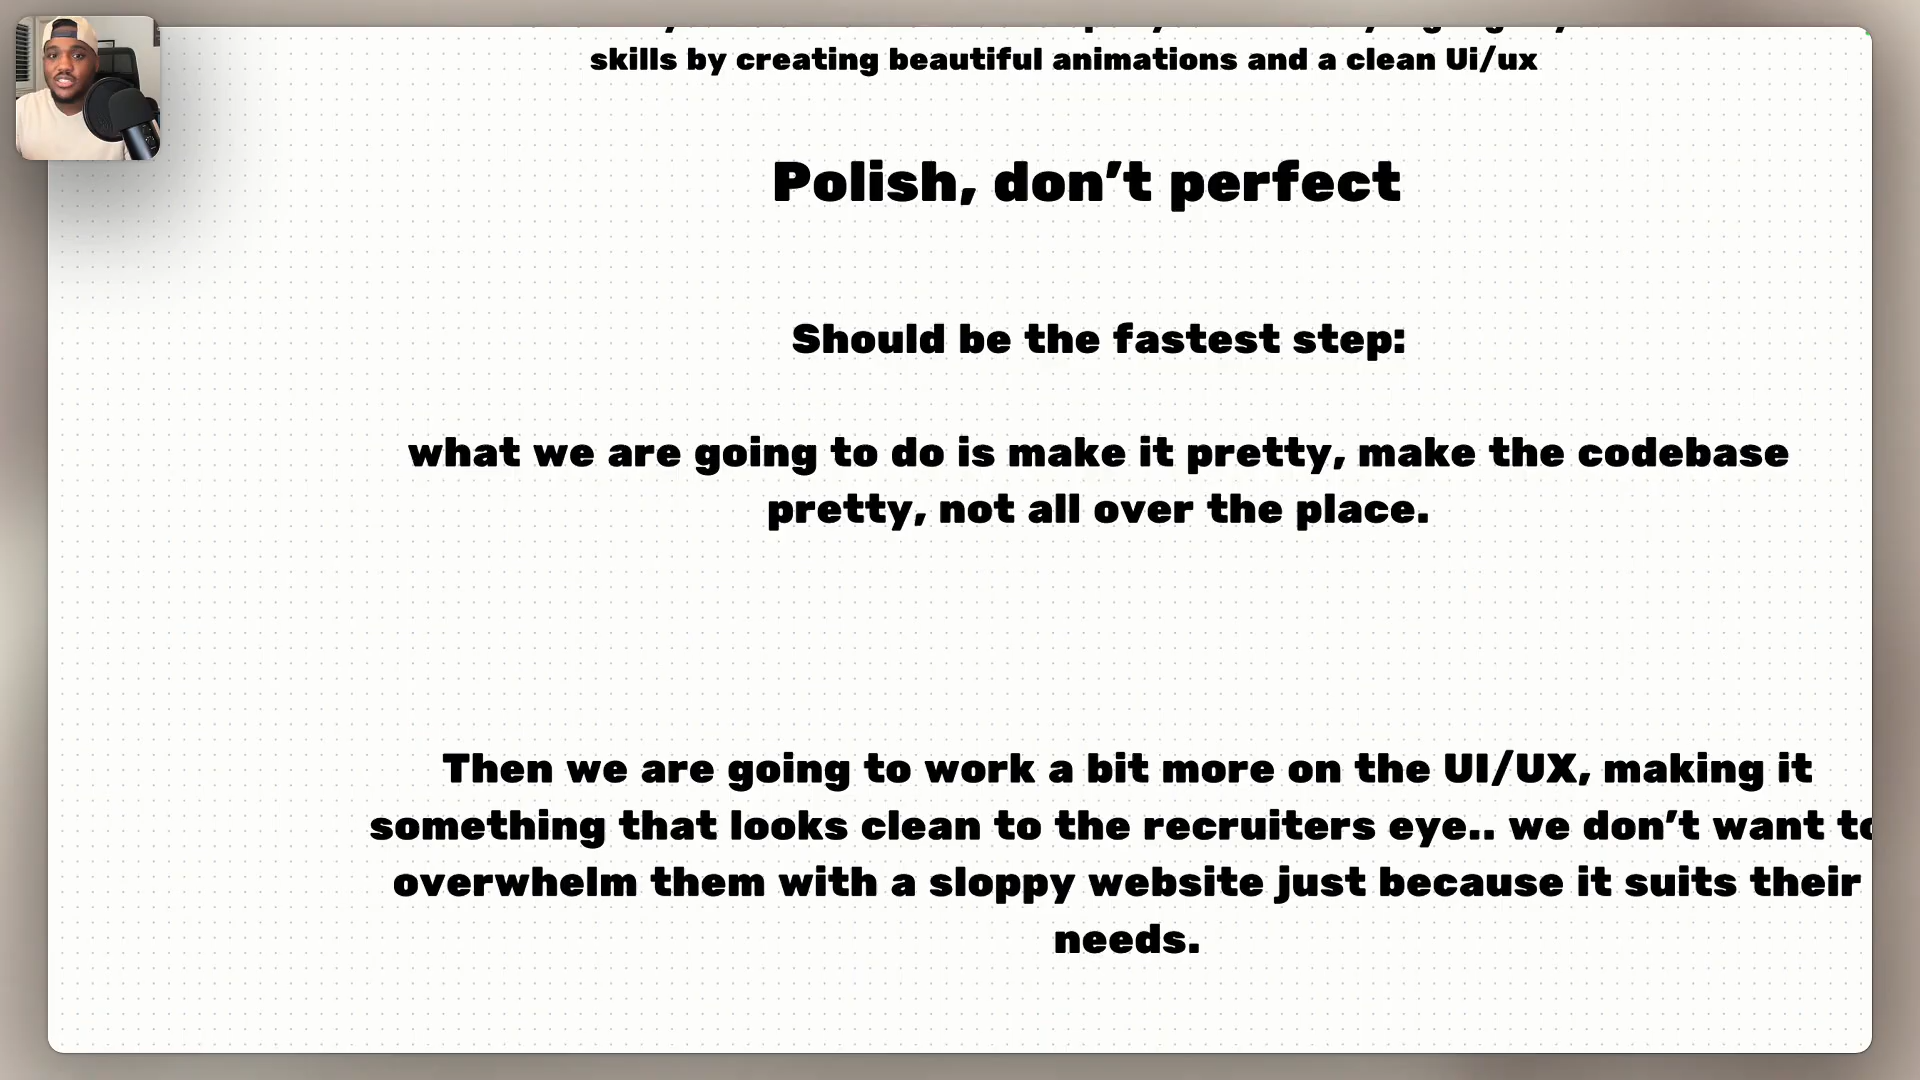 skills by creating beautiful animations and a clean Ui/ux
Polish, don’t perfect
Should be the fastest step:
what we are going to do is make it pretty, make the codebase
pretty, not all over the place.
Then we are going to work a bit more on the UI/UX, making it
something that looks clean to the recruiters eye.. we don’t want to
overwhelm them with a sloppy website just because it suits their
needs.